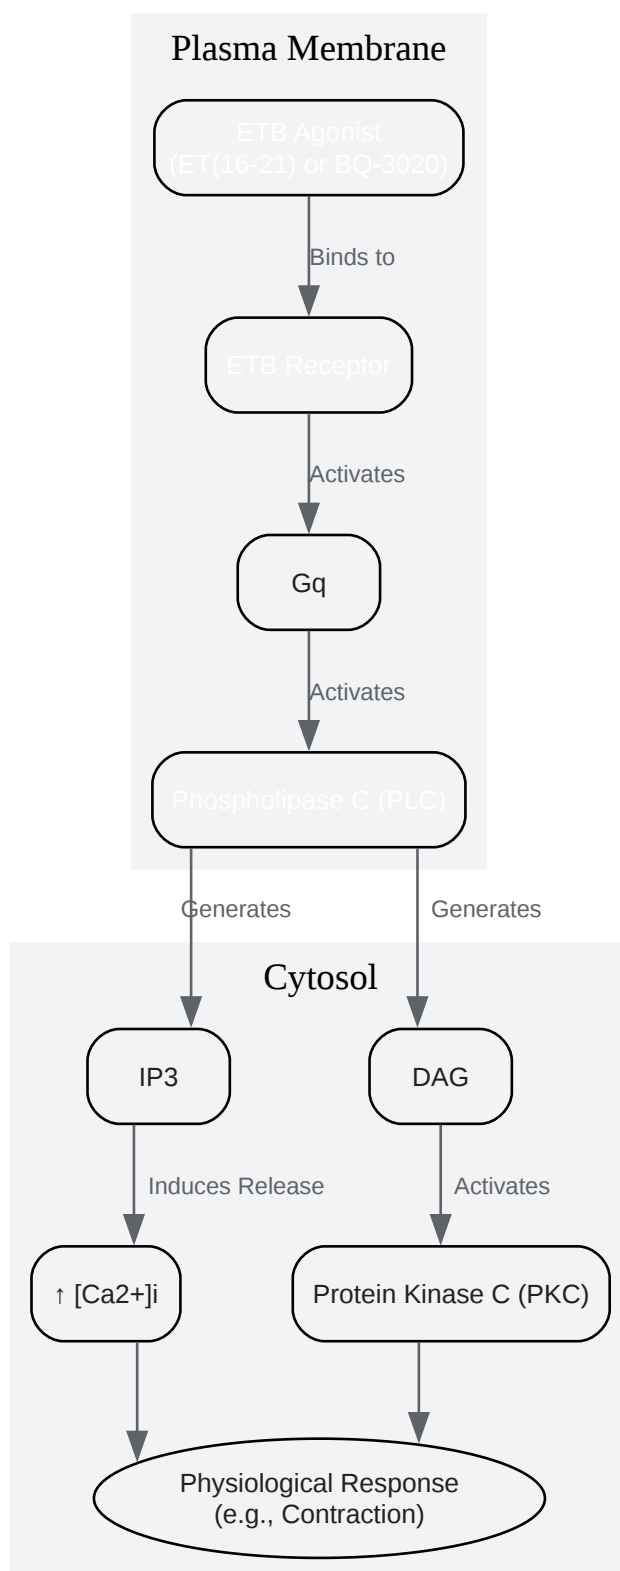 Plasma Membrane
ETB Agonist
(ET(16-21) or BQ-3020)
Binds to
ETB Receptor
Activates
Gq
Activates
Phospholipase C (PLC)
Generates
Generates
Cytosol
IP3
DAG
Induces Release
Activates
↑ [Ca2+]i
Protein Kinase C (PKC)
Physiological Response
(e.g., Contraction)